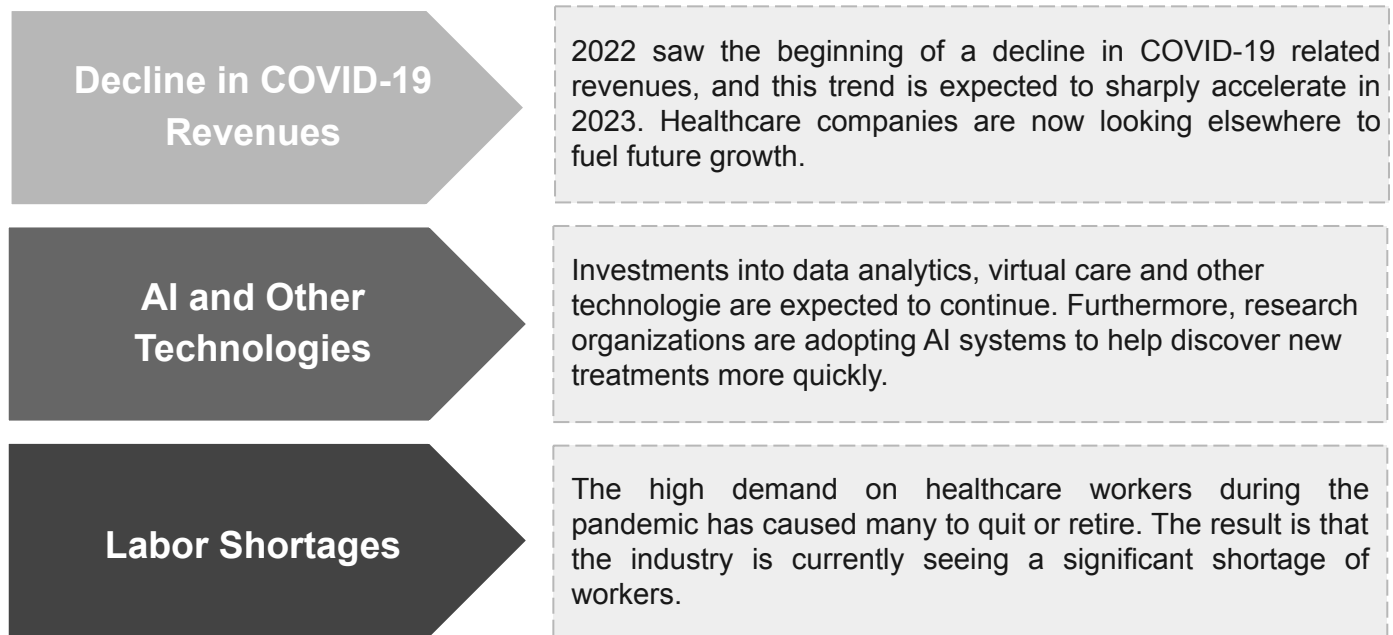 Decline in COVID-19
Revenues
2022 saw the beginning of a decline in COVID-19 related
revenues, and this trend is expected to sharply accelerate in
2023. Healthcare companies are now looking elsewhere to
fuel future growth.
AI and Other
Technologies
Investments into data analytics, virtual care and other
technologie are expected to continue. Furthermore, research
organizations are adopting AI systems to help discover new
treatments more quickly.
Labor Shortages
The high demand on healthcare workers during the
pandemic has caused many to quit or retire. The result is that
the industry is currently seeing a significant shortage of
workers.